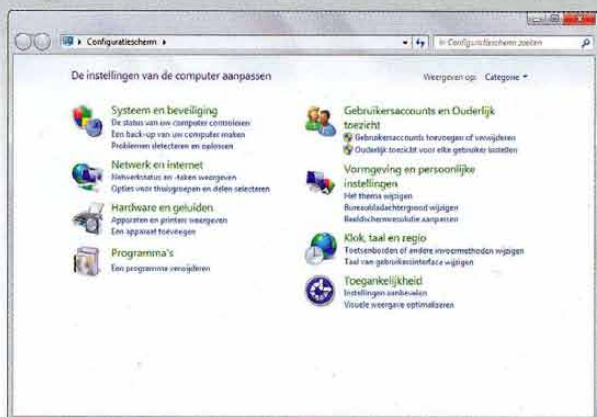 Configuratiescherm
Configuratiescherm zoeken
De instellingen van de computer aanpassen
Weergeven op: Categorie
Systeem en beveiliging
De status van uw computer controleren
Een back-up van uw computer maken
Problemen detecteren en oplossen
Netwerk en internet
Netwerkstatus en -taken weergeven
Opties voor thuisgroepen en delen selecteren
Hardware en geluiden
Apparaten en printers weergeven
Een apparaat toevoegen
Programma's
Een programma verwijderen
Gebruikersaccounts en Ouderlijk
toezicht
Gebruikersaccounts toevoegen of verwijderen
Ouderlijk toezicht voor elke gebruiker instellen
Vormgeving en persoonlijke
instellingen
Het thema wijzigen
Bureaubladachtergrond wijzigen
Beeldschermresolutie aanpassen
Klok, taal en regio
Toetsenborden of andere invoermethoden wijzigen
Taal van gebruikersinterface wijzigen
Toegankelijkheid
Instellingen aanbevelen
Visuele weergave optimaliseren